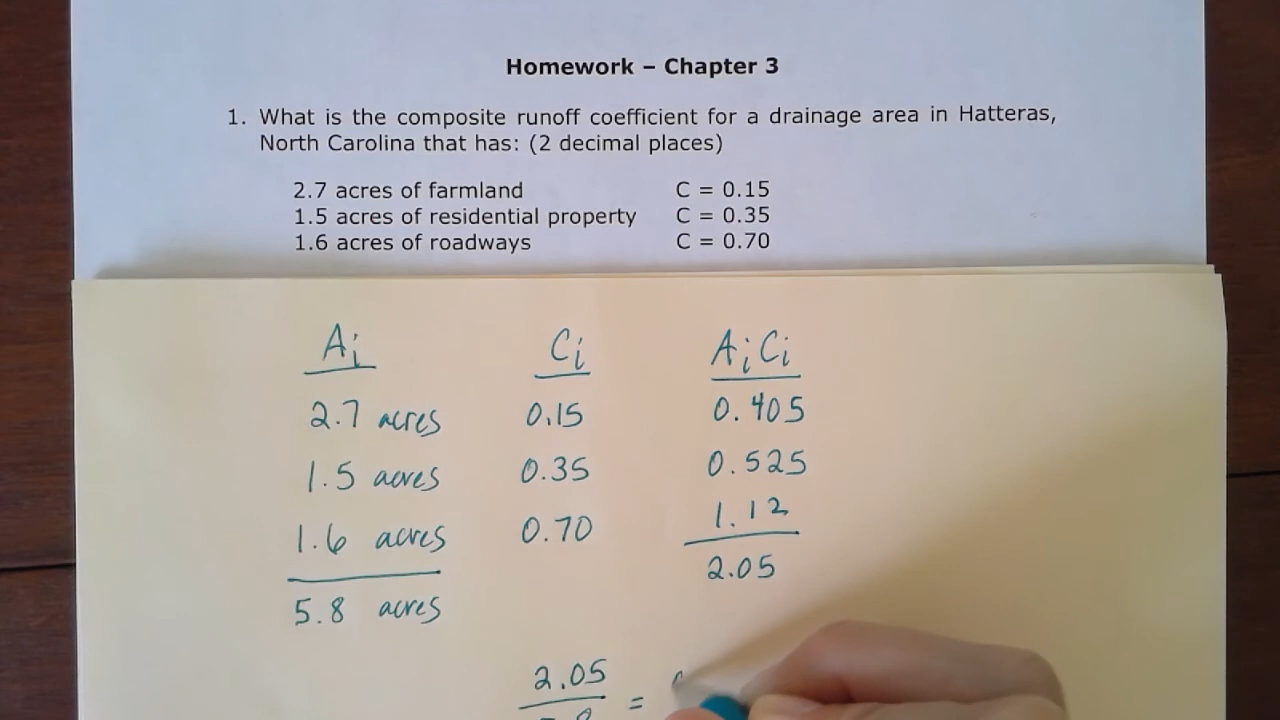 Homework – Chapter 3
1. What is the composite runoff coefficient for a drainage area in Hatteras,
North Carolina that has: (2 decimal places)
2.7 acres of farmland C = 0.15
1.5 acres of residential property C = 0.35
1.6 acres of roadways C = 0.70
Ai Ci AiCi
2.7 acres 0.15 0.405
1.5 acres 0.35 0.525
1.6 acres 0.70 1.12
5.8 acres 2.05
2.05
=